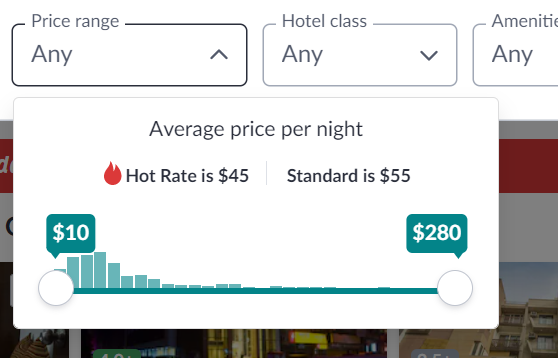 Price range
Any
Hotel class
Any
Amenitie
Any
Average price per night
Hot Rate is $45
Standard is $55
$10
$280